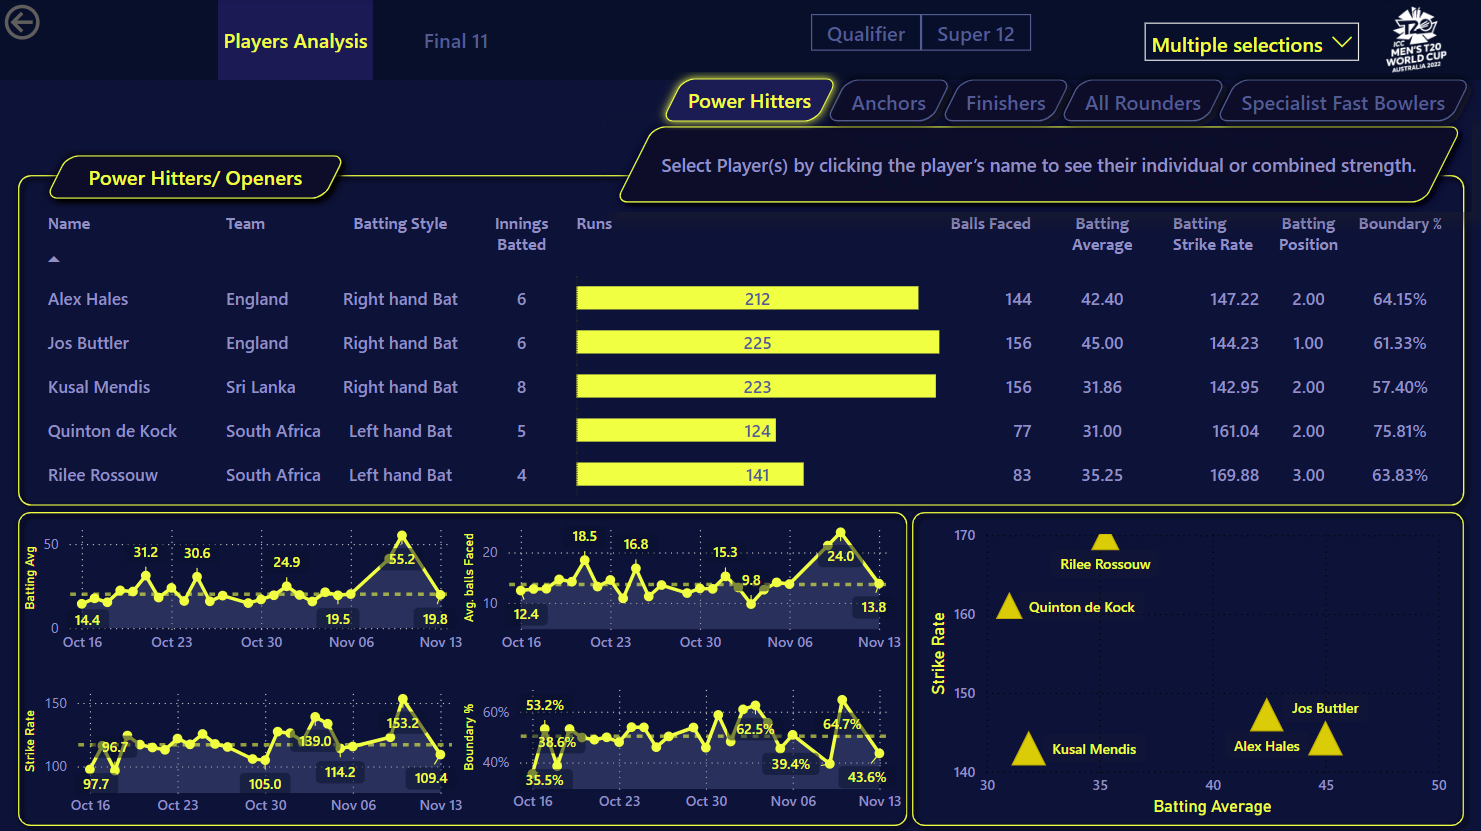 Players Analysis
Final 11
Qualifier
Super 12
Multiple selections
T20
ICC
MEN'S T20
WORLD CUP
AUSTRALIA 2022
Power Hitters
Anchors
Finishers
All Rounders
Specialist Fast Bowlers
Select Player(s) by clicking the player's name to see their individual or combined strength.
Power Hitters/ Openers
Name Team Batting Style Innings Batted Runs Balls Faced Batting Average Batting Strike Rate Batting Position Boundary %
Alex Hales England Right hand Bat 6 212 144 42.40 147.22 2.00 64.15%
Jos Buttler England Right hand Bat 6 225 156 45.00 144.23 1.00 61.33%
Kusal Mendis Sri Lanka Right hand Bat 8 223 156 31.86 142.95 2.00 57.40%
Quinton de Kock South Africa Left hand Bat 5 124 77 31.00 161.04 2.00 75.81%
Rilee Rossouw South Africa Left hand Bat 4 141 83 35.25 169.88 3.00 63.83%
Batting Avg
50
0
14.4
31.2
30.6
24.9
19.5
55.2
19.8
Oct 16 Oct 23 Oct 30 Nov 06 Nov 13
Avg. balls Faced
20
10
12.4
18.5
16.8
15.3
9.8
24.0
13.8
Oct 16 Oct 23 Oct 30 Nov 06 Nov 13
Strike Rate
150
100
97.7
96.7
105.0
139.0
114.2
153.2
109.4
Oct 16 Oct 23 Oct 30 Nov 06 Nov 13
Boundary %
60%
40%
53.2%
38.6%
35.5%
62.5%
39.4%
64.7%
43.6%
Oct 16 Oct 23 Oct 30 Nov 06 Nov 13
Strike Rate
170
160
150
140
Rilee Rossouw
Quinton de Kock
Jos Buttler
Alex Hales
Kusal Mendis
30 35 40 45 50
Batting Average